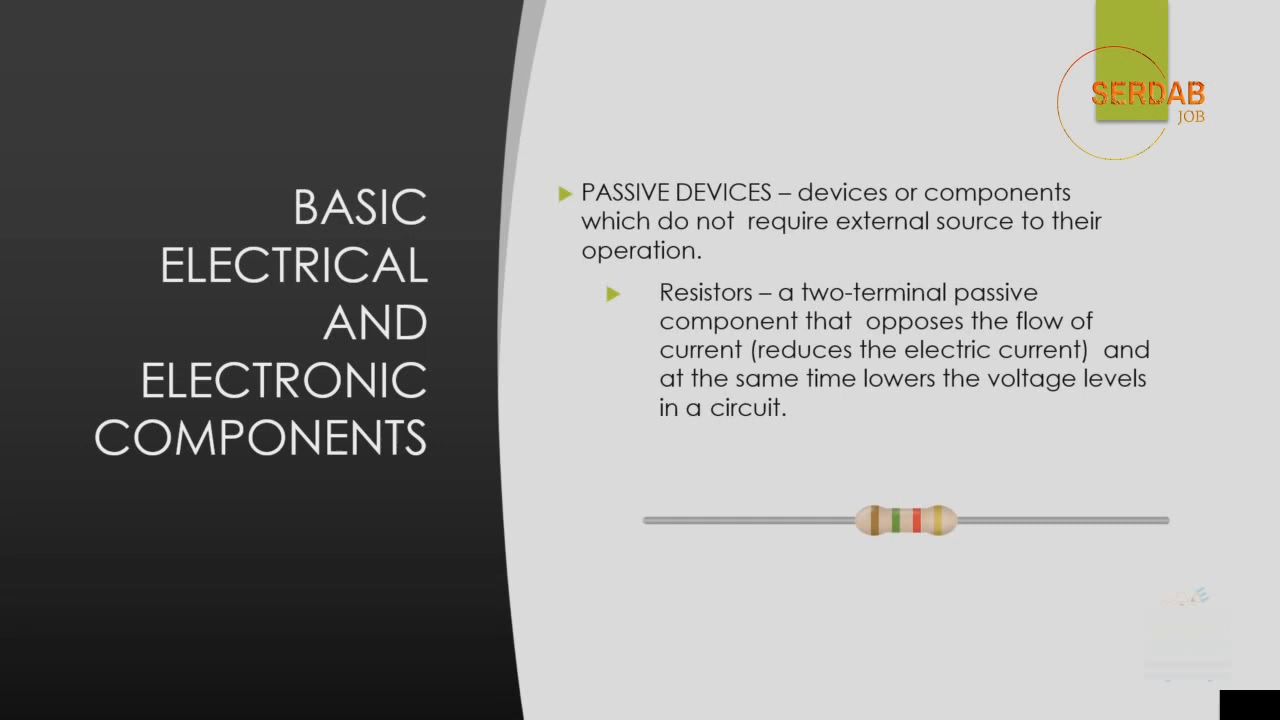 BASIC
ELECTRICAL
AND
ELECTRONIC
COMPONENTS
SERDAB
JOB
PASSIVE DEVICES – devices or components
which do not require external source to their
operation.
Resistors – a two-terminal passive
component that opposes the flow of
current (reduces the electric current) and
at the same time lowers the voltage levels
in a circuit.